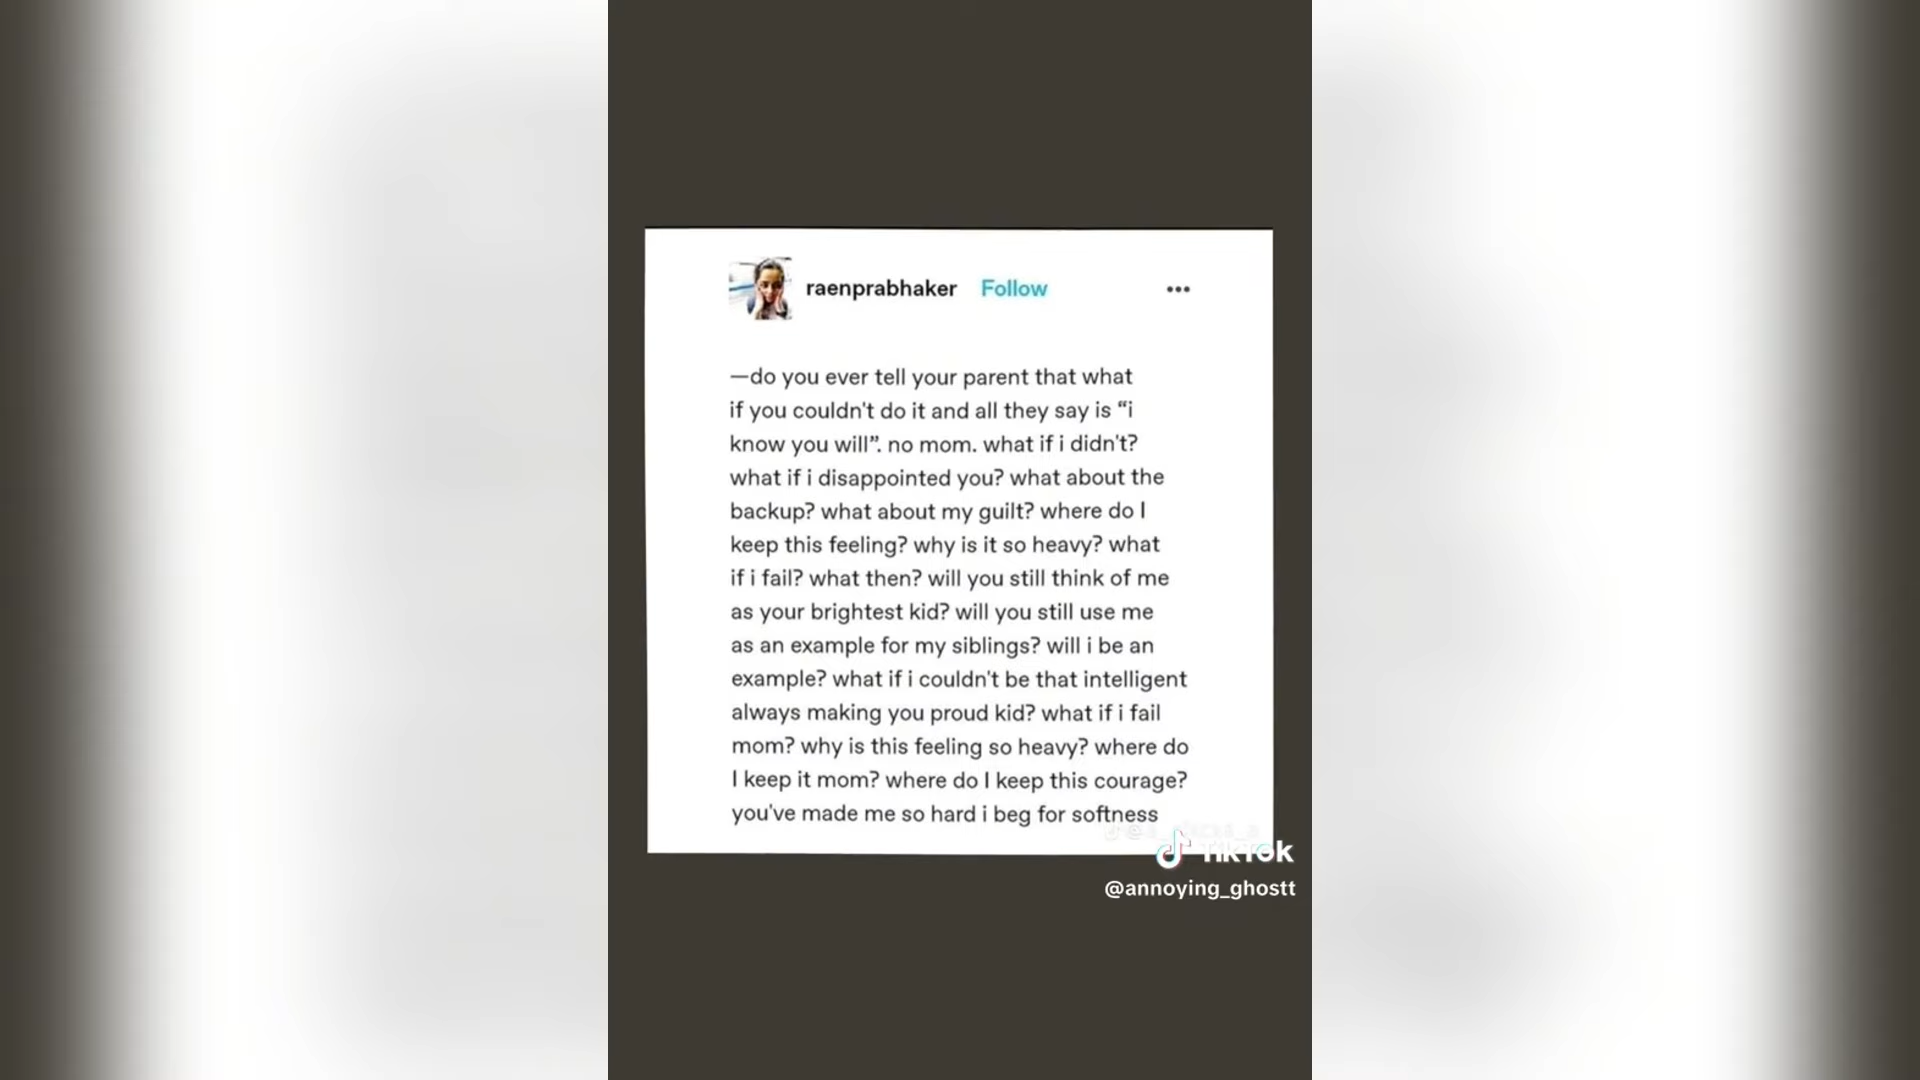 raenprabhaker Follow
—do you ever tell your parent that what
if you couldn't do it and all they say is “i
know you will”. no mom. what if i didn't?
what if i disappointed you? what about the
backup? what about my guilt? where do I
keep this feeling? why is it so heavy? what
if i fail? what then? will you still think of me
as your brightest kid? will you still use me
as an example for my siblings? will i be an
example? what if i couldn't be that intelligent
always making you proud kid? what if i fail
mom? why is this feeling so heavy? where do
I keep it mom? where do I keep this courage?
you've made me so hard i beg for softness
TikTok
@annoying_ghostt